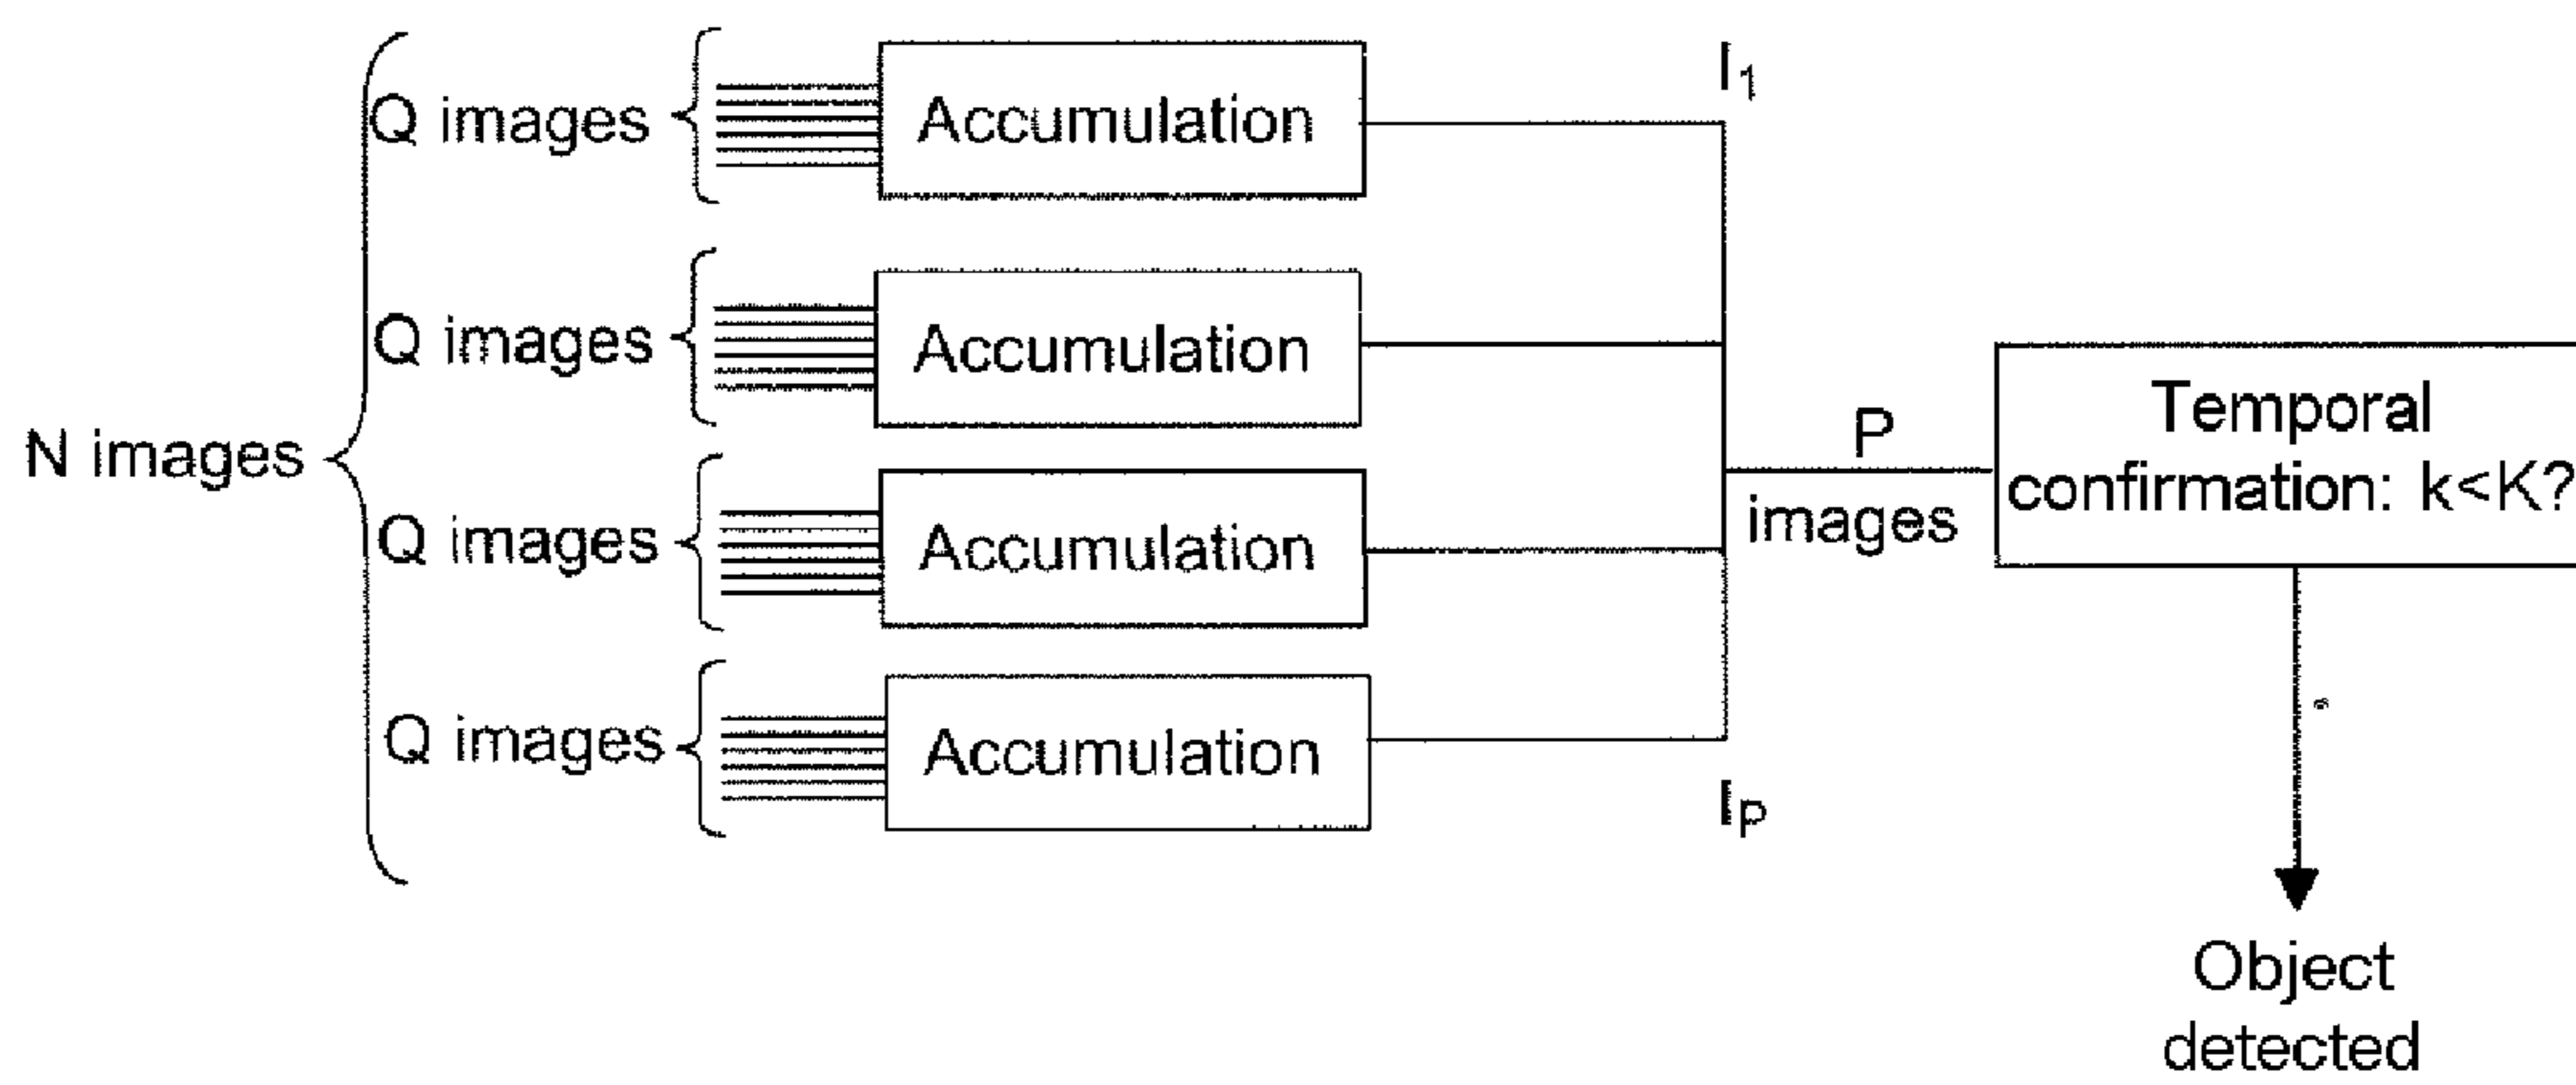 Q images
Accumulation
I1
Q images
Accumulation
N images
Q images
Accumulation
P
images
Temporal
confirmation: k<K?
Q images
Accumulation
IP
Object
detected